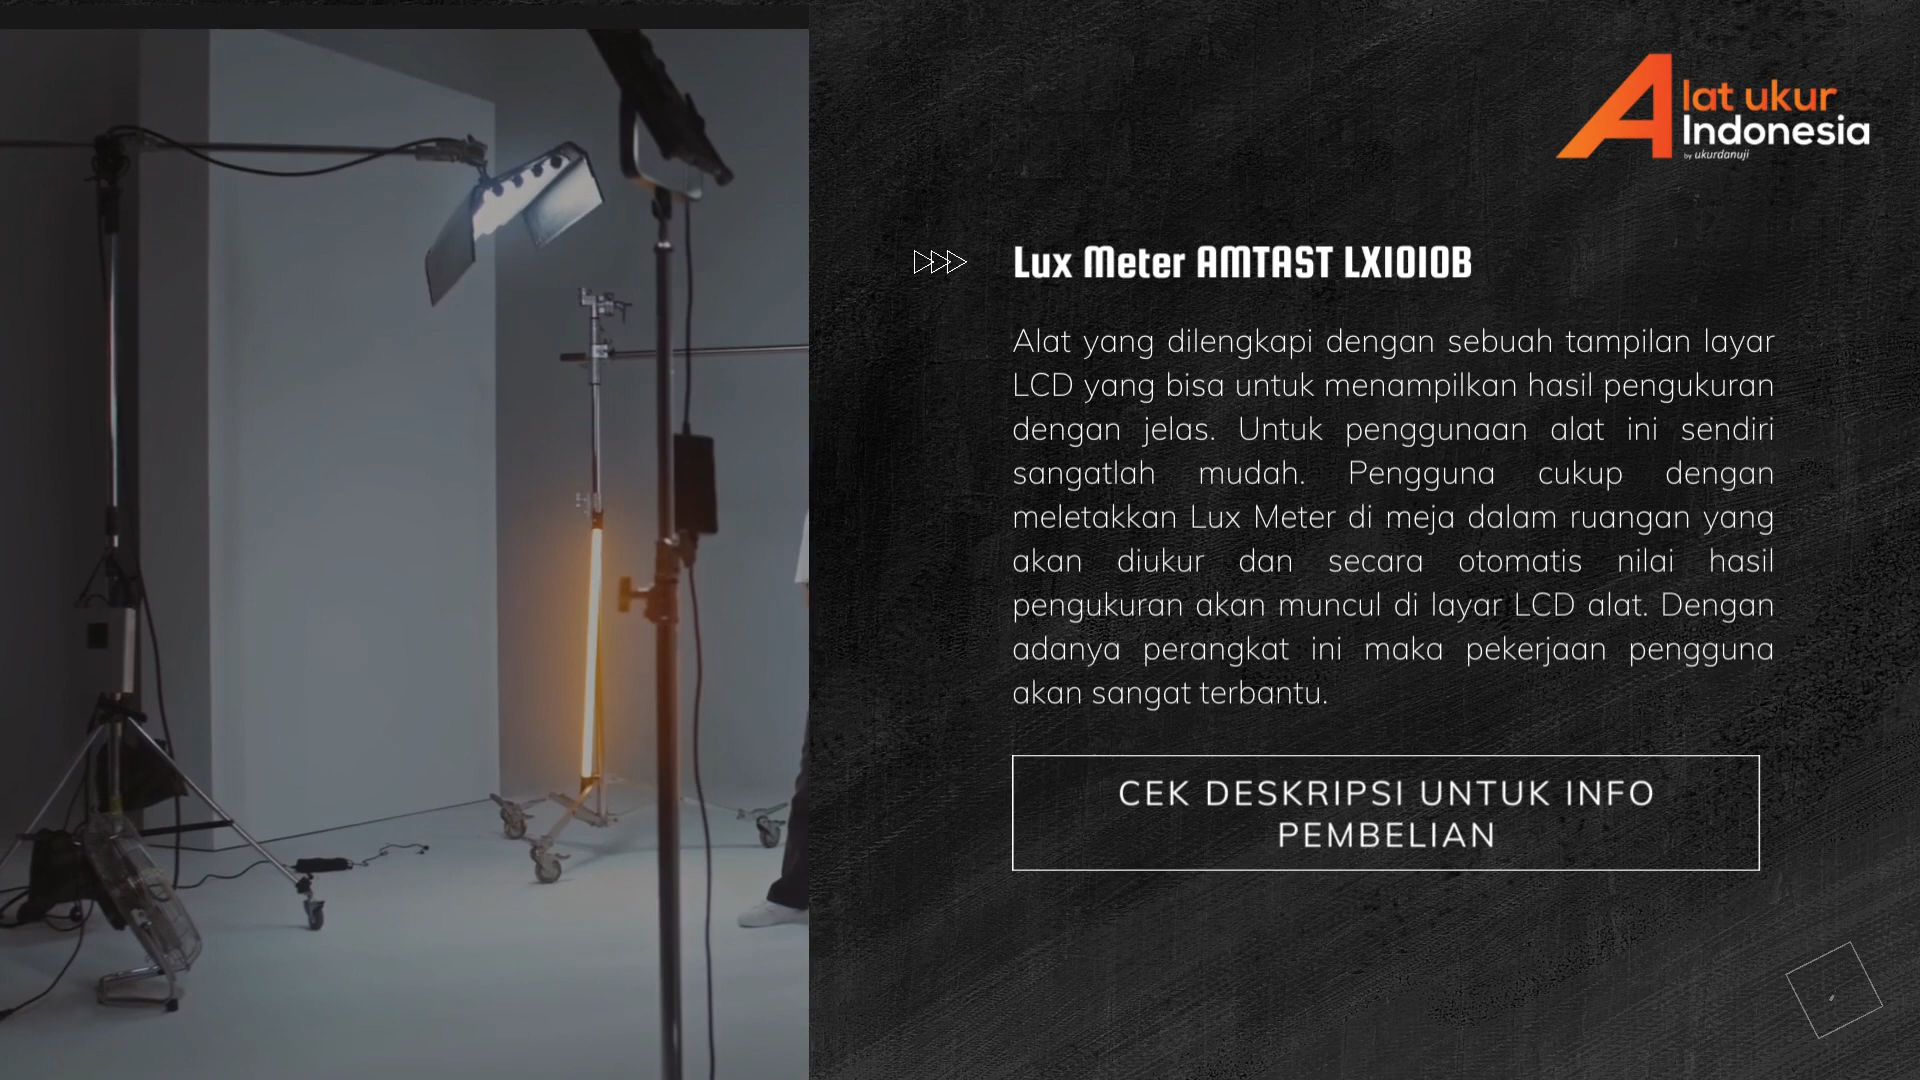 Alat ukur
Indonesia
by ukurdanuji
Lux Meter AMTAST LX1010B
Alat yang dilengkapi dengan sebuah tampilan layar
LCD yang bisa untuk menampilkan hasil pengukuran
dengan jelas. Untuk penggunaan alat ini sendiri
sangatlah mudah. Pengguna cukup dengan
meletakkan Lux Meter di meja dalam ruangan yang
akan diukur dan secara otomatis nilai hasil
pengukuran akan muncul di layar LCD alat. Dengan
adanya perangkat ini maka pekerjaan pengguna
akan sangat terbantu.
CEK DESKRIPSI UNTUK INFO
PEMBELIAN